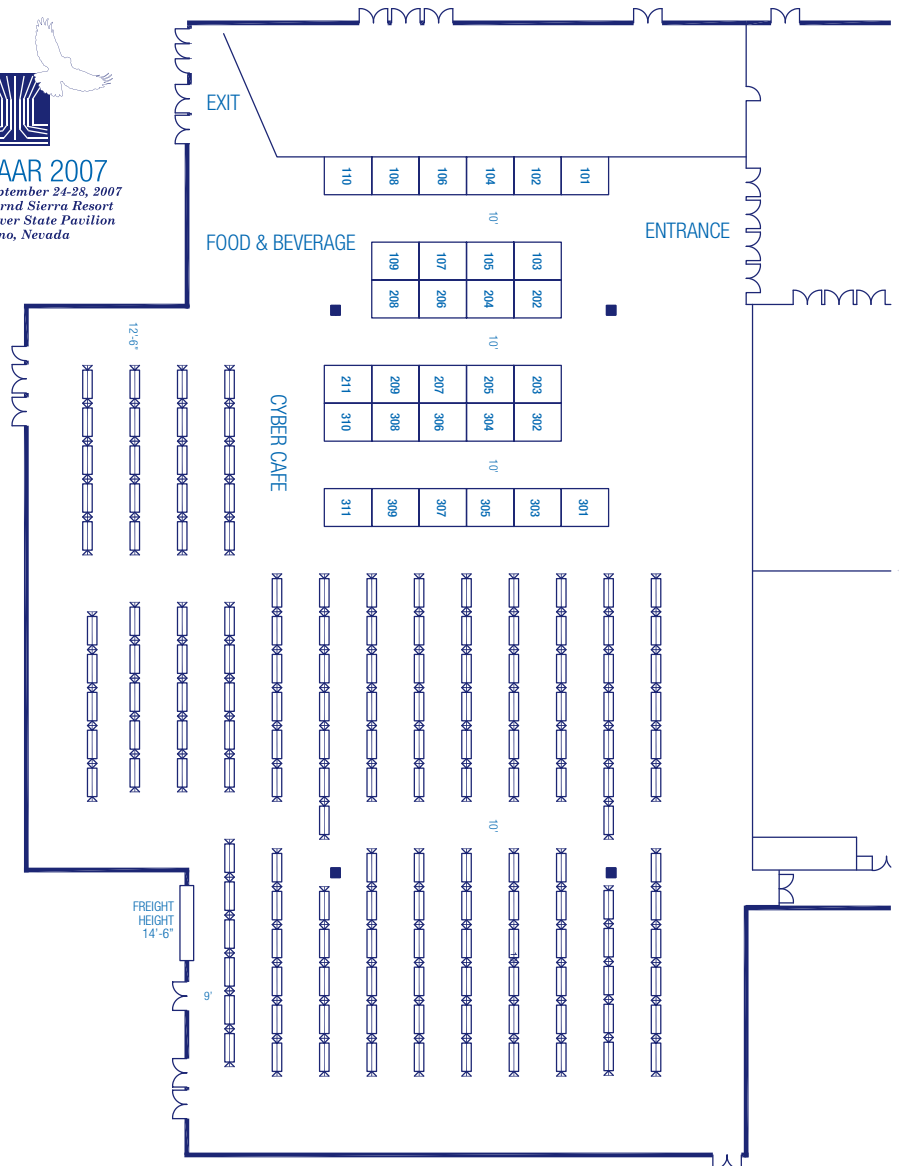 EXIT
AAR 2007
ptember 24-28, 2007
rnd Sierra Resort
ver State Pavilion
no, Nevada
110 108 106 104 102 101
10'
ENTRANCE
FOOD & BEVERAGE
109 107 105 103
208 206 204 202
12'-6"
10'
211 209 207 205 203
310 308 306 304 302
CYBER CAFE
10'
311 309 307 305 303 301
10'
FREIGHT
HEIGHT
14'-6"
9'